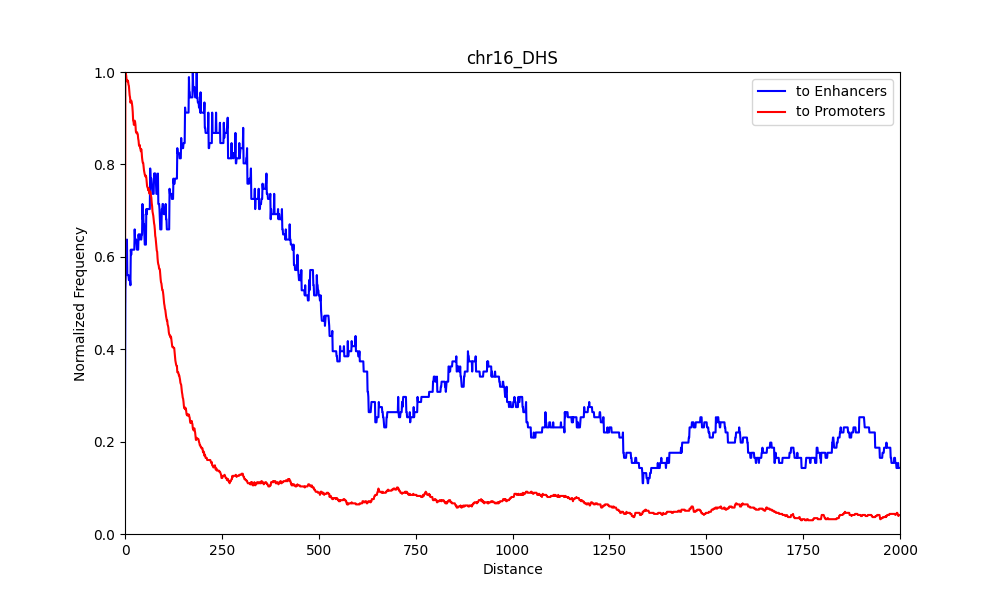 chr16_DHS
to Enhancers
to Promoters
Normalized Frequency
1.0
0.8
0.6
0.4
0.2
0.0
0 250 500 750 1000 1250 1500 1750 2000
Distance